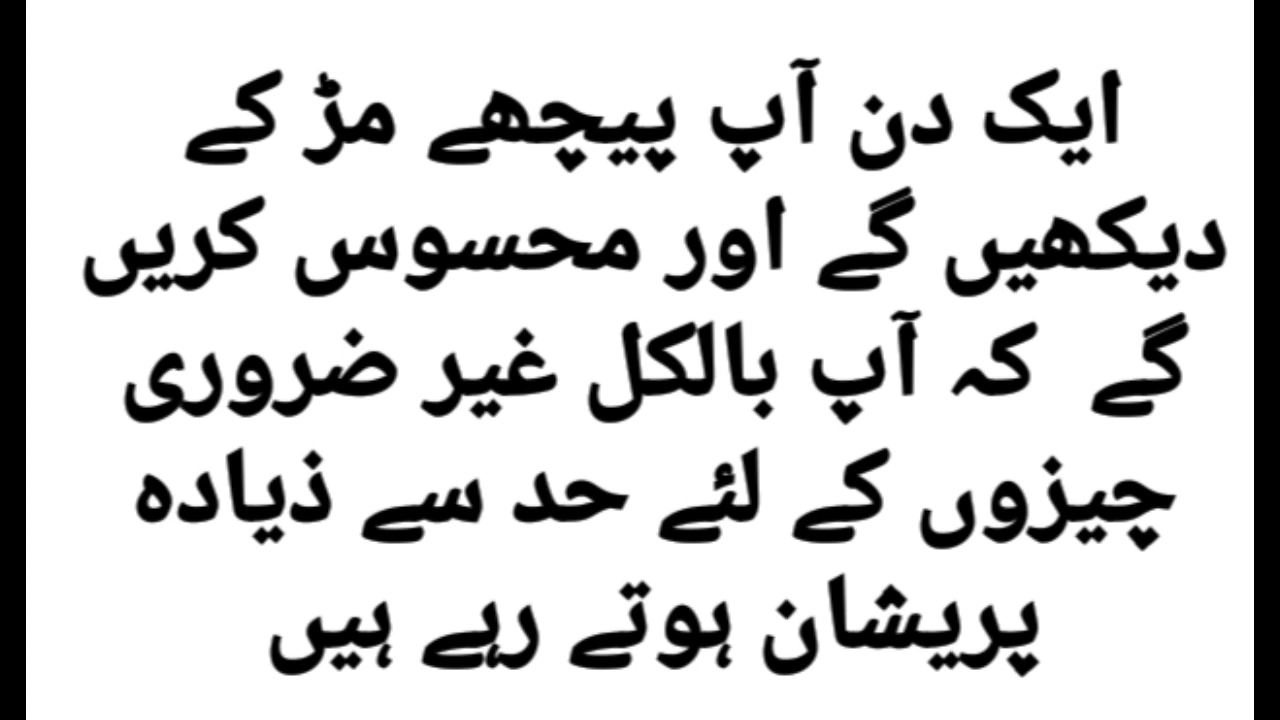 ایک دن آپ پیچھے مڑ کے
دیکھیں گے اور محسوس کریں
گے کہ آپ بالکل غیر ضروری
چیزوں کے لئے حد سے ذیادہ
پریشان ہوتے رہے ہیں